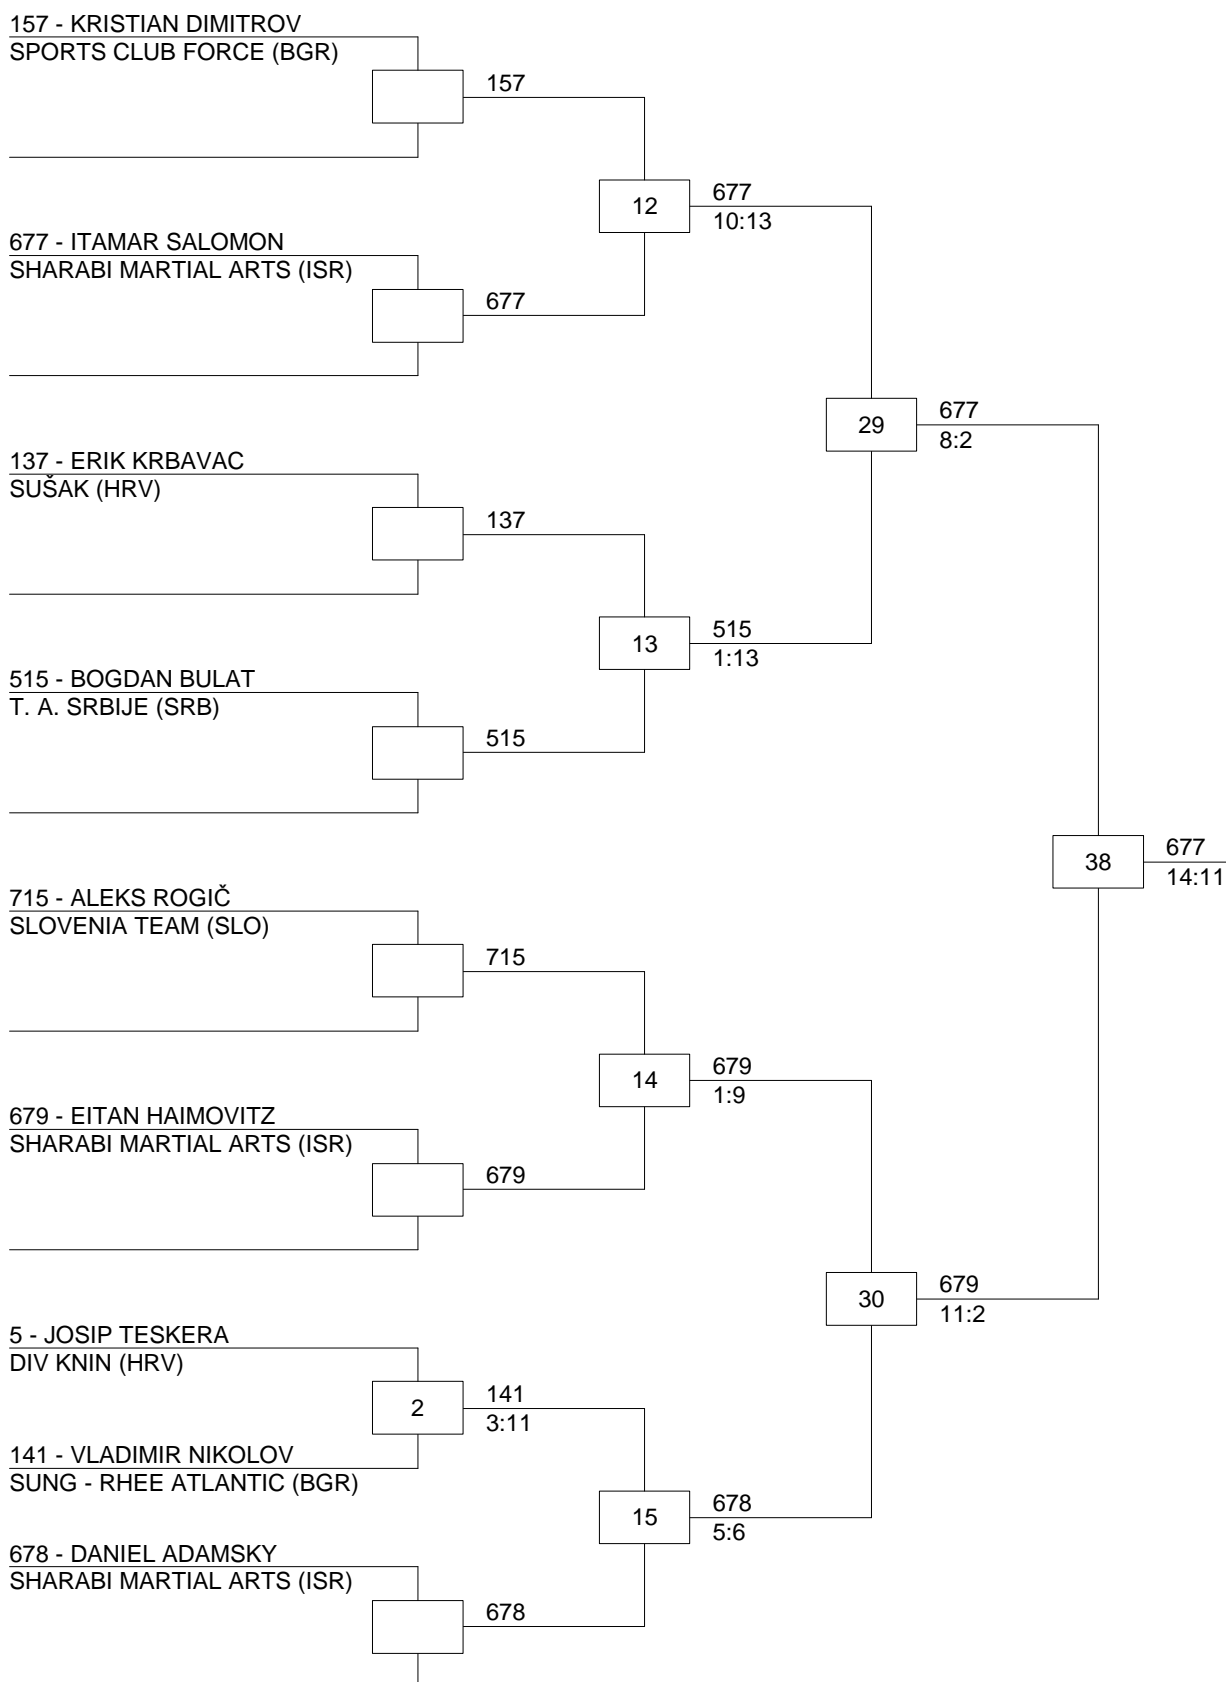 157 - KRISTIAN DIMITROV
SPORTS CLUB FORCE (BGR)
157
12
677
10:13
677 - ITAMAR SALOMON
SHARABI MARTIAL ARTS (ISR)
677
29
677
8:2
137 - ERIK KRBAVAC
SUŠAK (HRV)
137
13
515
1:13
515 - BOGDAN BULAT
T. A. SRBIJE (SRB)
515
38
677
14:11
715 - ALEKS ROGIČ
SLOVENIA TEAM (SLO)
715
14
679
1:9
679 - EITAN HAIMOVITZ
SHARABI MARTIAL ARTS (ISR)
679
30
679
11:2
5 - JOSIP TESKERA
DIV KNIN (HRV)
2
141
3:11
141 - VLADIMIR NIKOLOV
SUNG - RHEE ATLANTIC (BGR)
15
678
5:6
678 - DANIEL ADAMSKY
SHARABI MARTIAL ARTS (ISR)
678